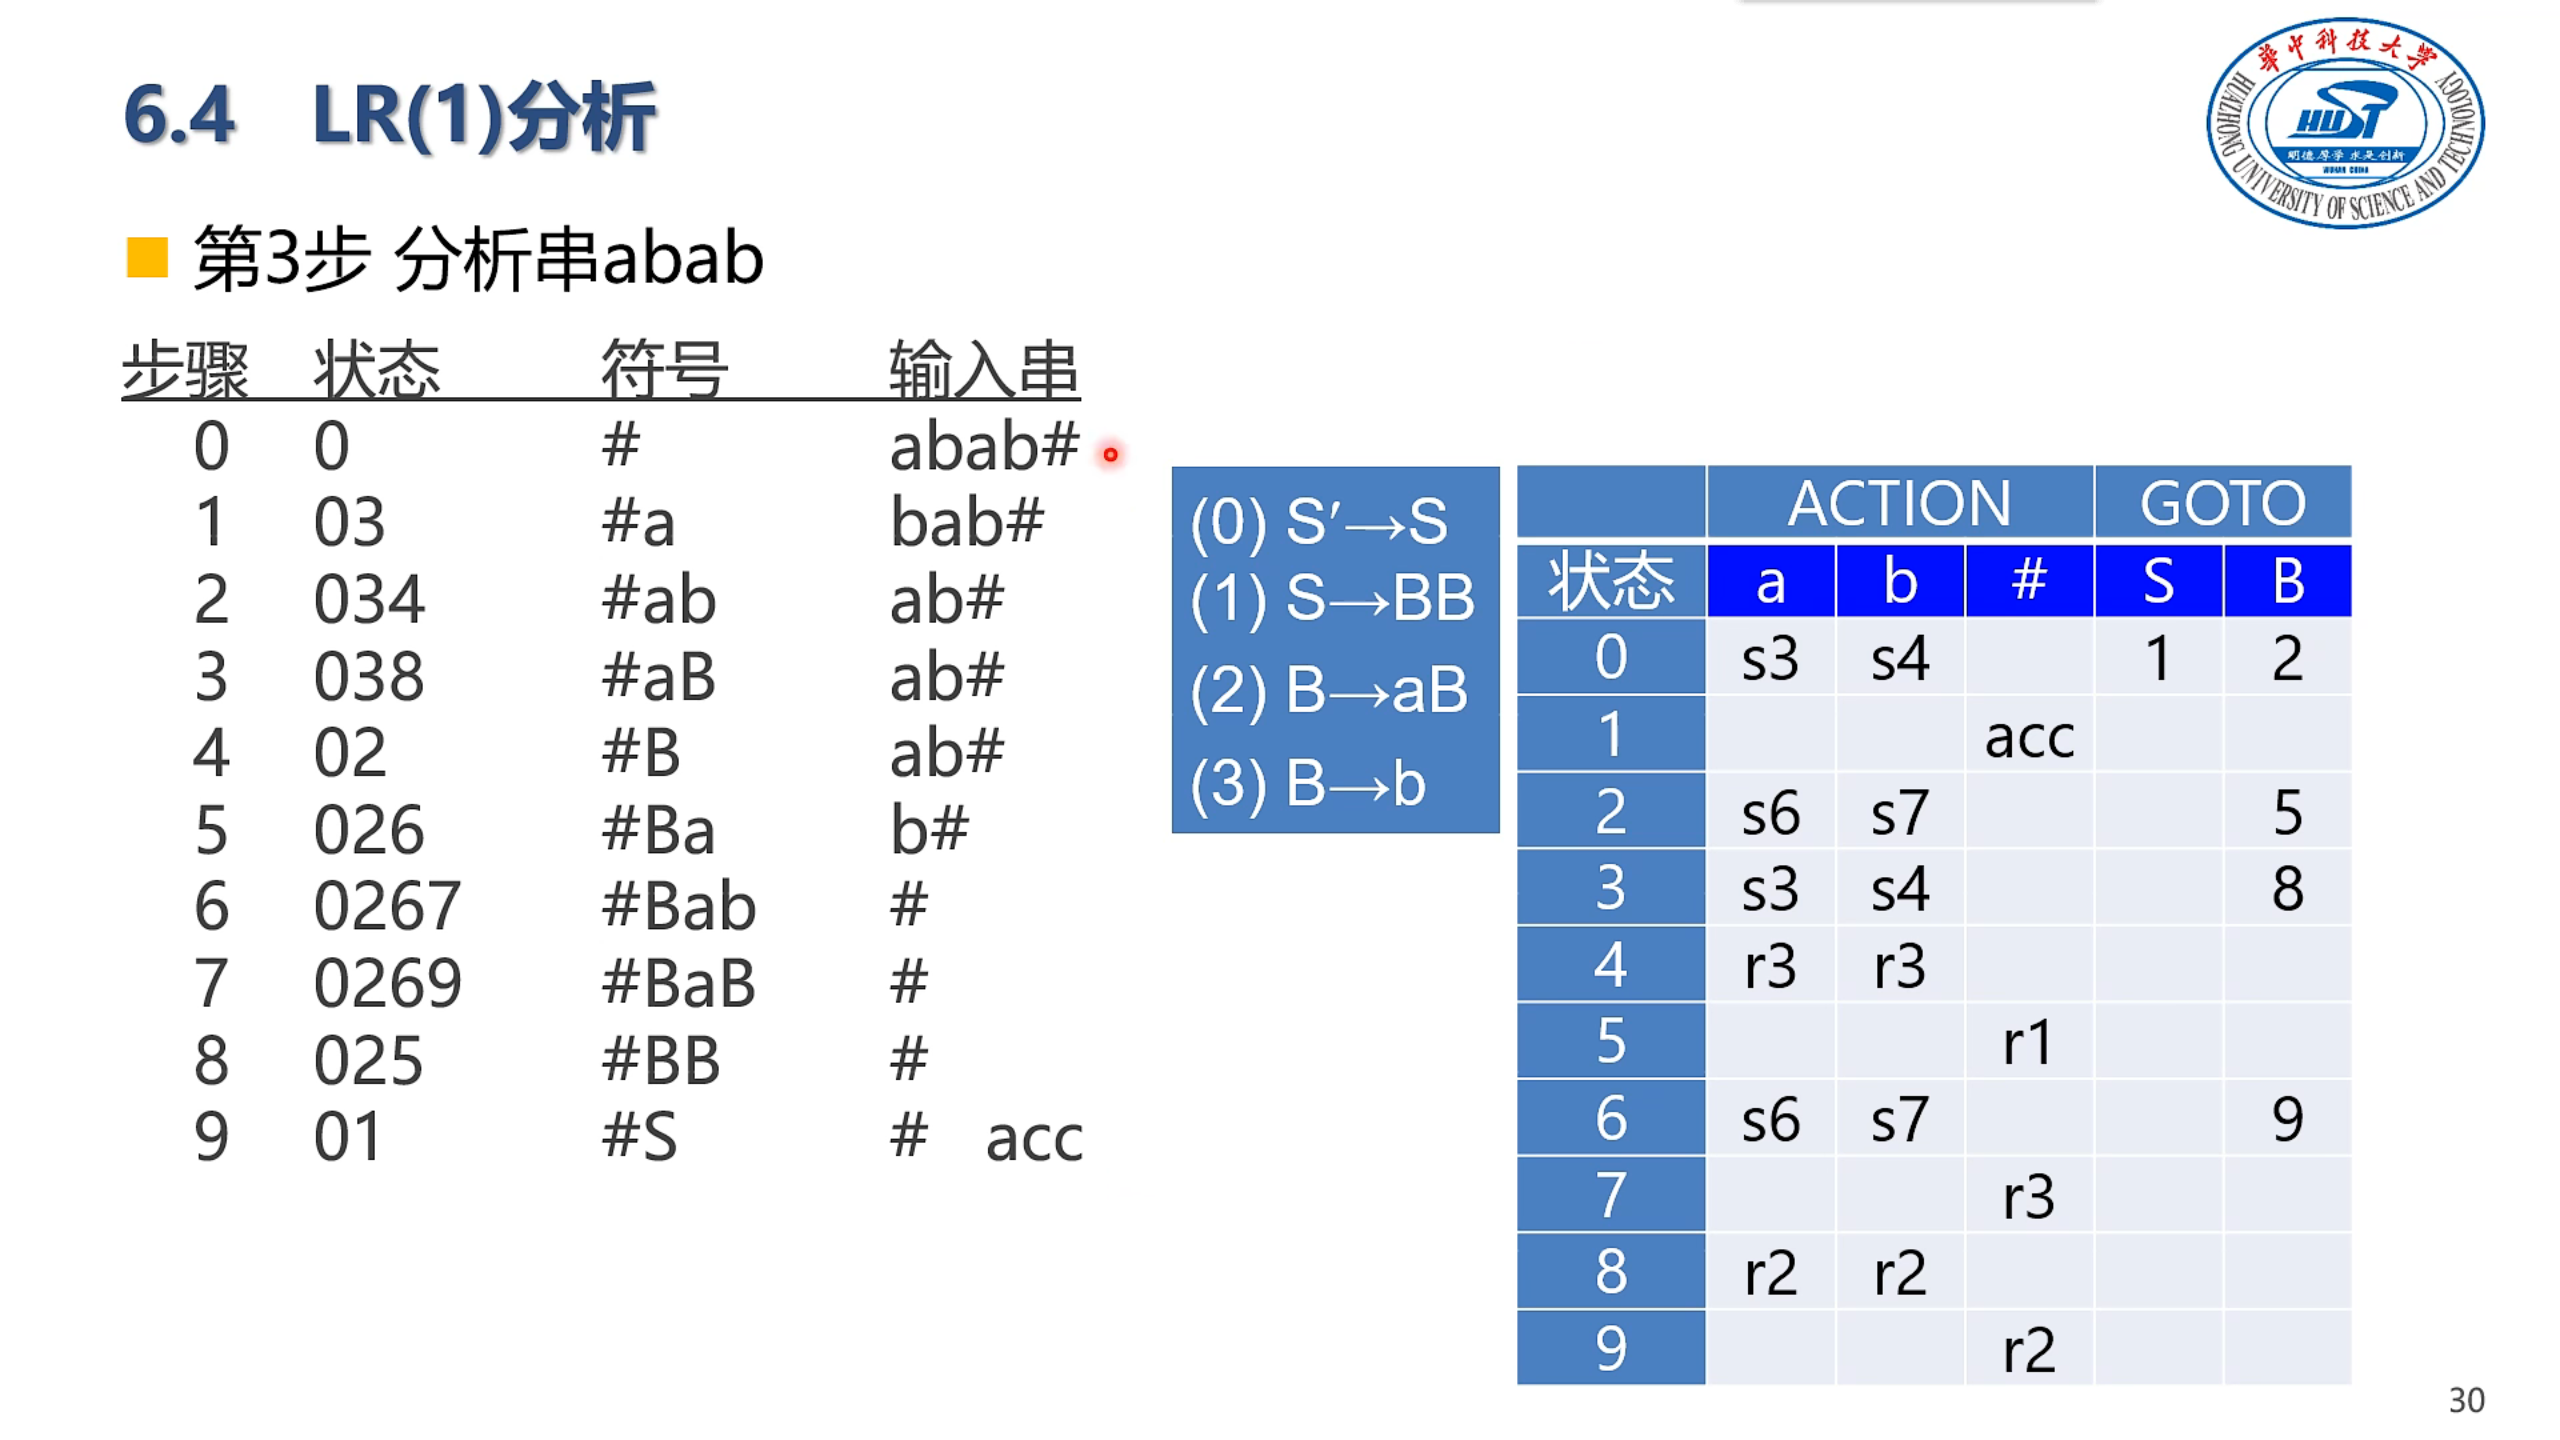 6.4 LR(1)分析
华中科技大学
HUAZHONG UNIVERSITY OF SCIENCE AND TECHNOLOGY
HUST
明德厚学 求是创新
WUHAN CHINA
第3步 分析串abab
步骤 状态 符号 输入串
0 0 # abab#
1 03 #a bab#
2 034 #ab ab#
3 038 #aB ab#
4 02 #B ab#
5 026 #Ba b#
6 0267 #Bab #
7 0269 #BaB #
8 025 #BB #
9 01 #S # acc
(0) S′→S
(1) S→BB
(2) B→aB
(3) B→b
ACTION GOTO
状态 a b # S B
0 s3 s4 1 2
1 acc
2 s6 s7 5
3 s3 s4 8
4 r3 r3
5 r1
6 s6 s7 9
7 r3
8 r2 r2
9 r2
30